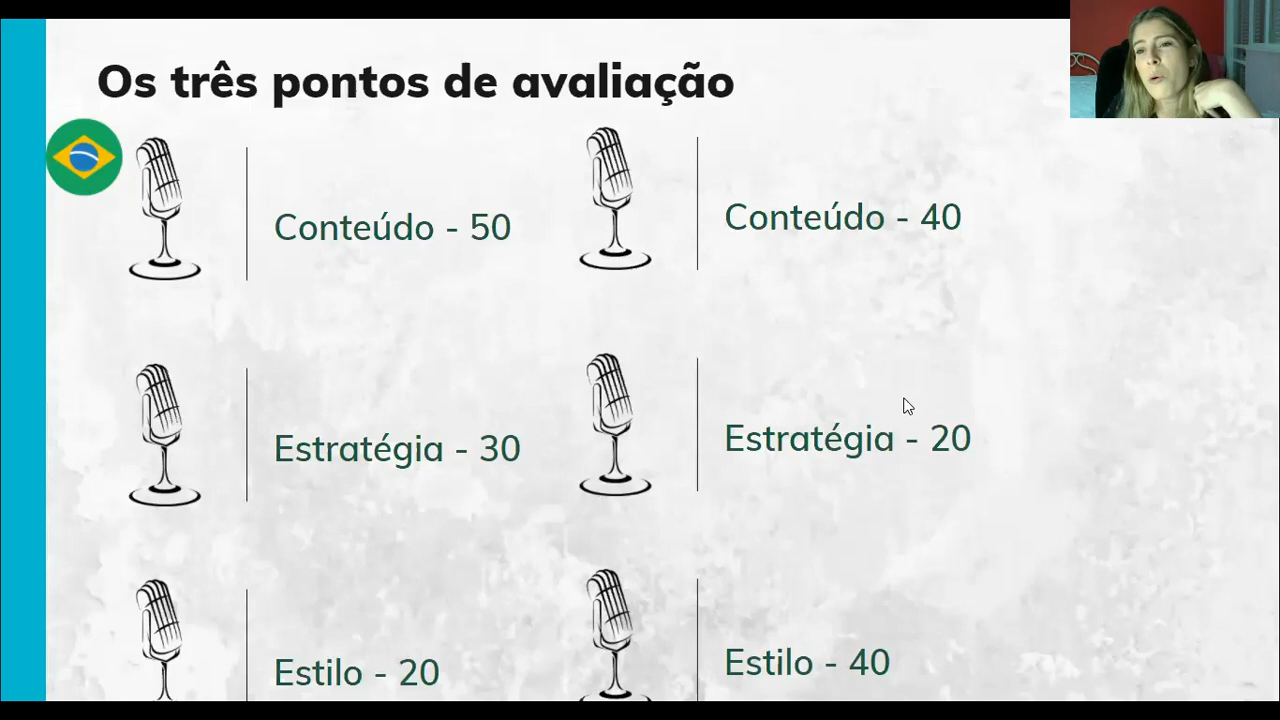 Os três pontos de avaliação
Conteúdo - 50
Conteúdo - 40
Estratégia - 30
Estratégia - 20
Estilo - 20
Estilo - 40